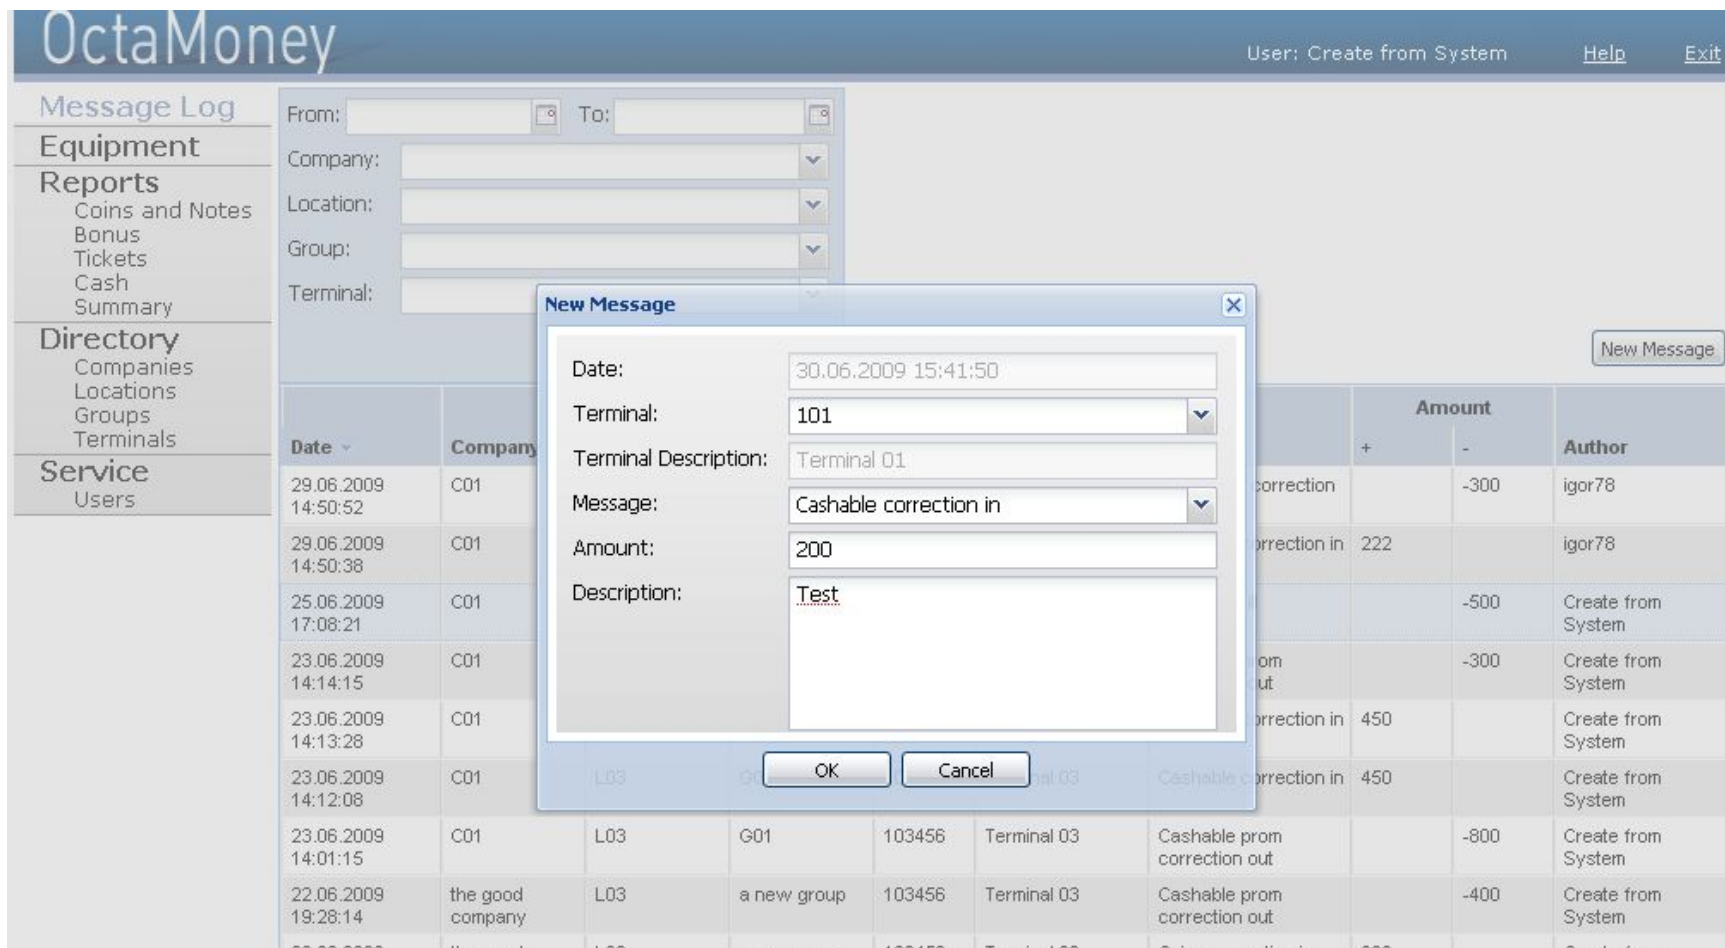 OctaMoney
User: Create from System Help Exit
Message Log
Equipment
Reports
Coins and Notes
Bonus
Tickets
Cash
Summary
Directory
Companies
Locations
Groups
Terminals
Service
Users
From: To:
Company:
Location:
Group:
Terminal:
New Message
New Message
Date: 30.06.2009 15:41:50
Terminal: 101
Terminal Description: Terminal 01
Message: Cashable correction in
Amount: 200
Description: Test
OK Cancel
Amount
Date Company + - Author
29.06.2009 C01 correction -300 igor78
14:50:52
29.06.2009 C01 in 222 igor78
14:50:38
25.06.2009 C01 -500 Create from
17:08:21 System
23.06.2009 C01 -300 Create from
14:14:15 System
23.06.2009 C01 in 450 Create from
14:13:28 System
23.06.2009 C01 L03 Cashable correction in 450 Create from
14:12:08 System
23.06.2009 C01 L03 G01 103456 Terminal 03 Cashable prom -800 Create from
14:01:15 correction out System
22.06.2009 the good L03 a new group 103456 Terminal 03 Cashable prom -400 Create from
19:28:14 company correction out System